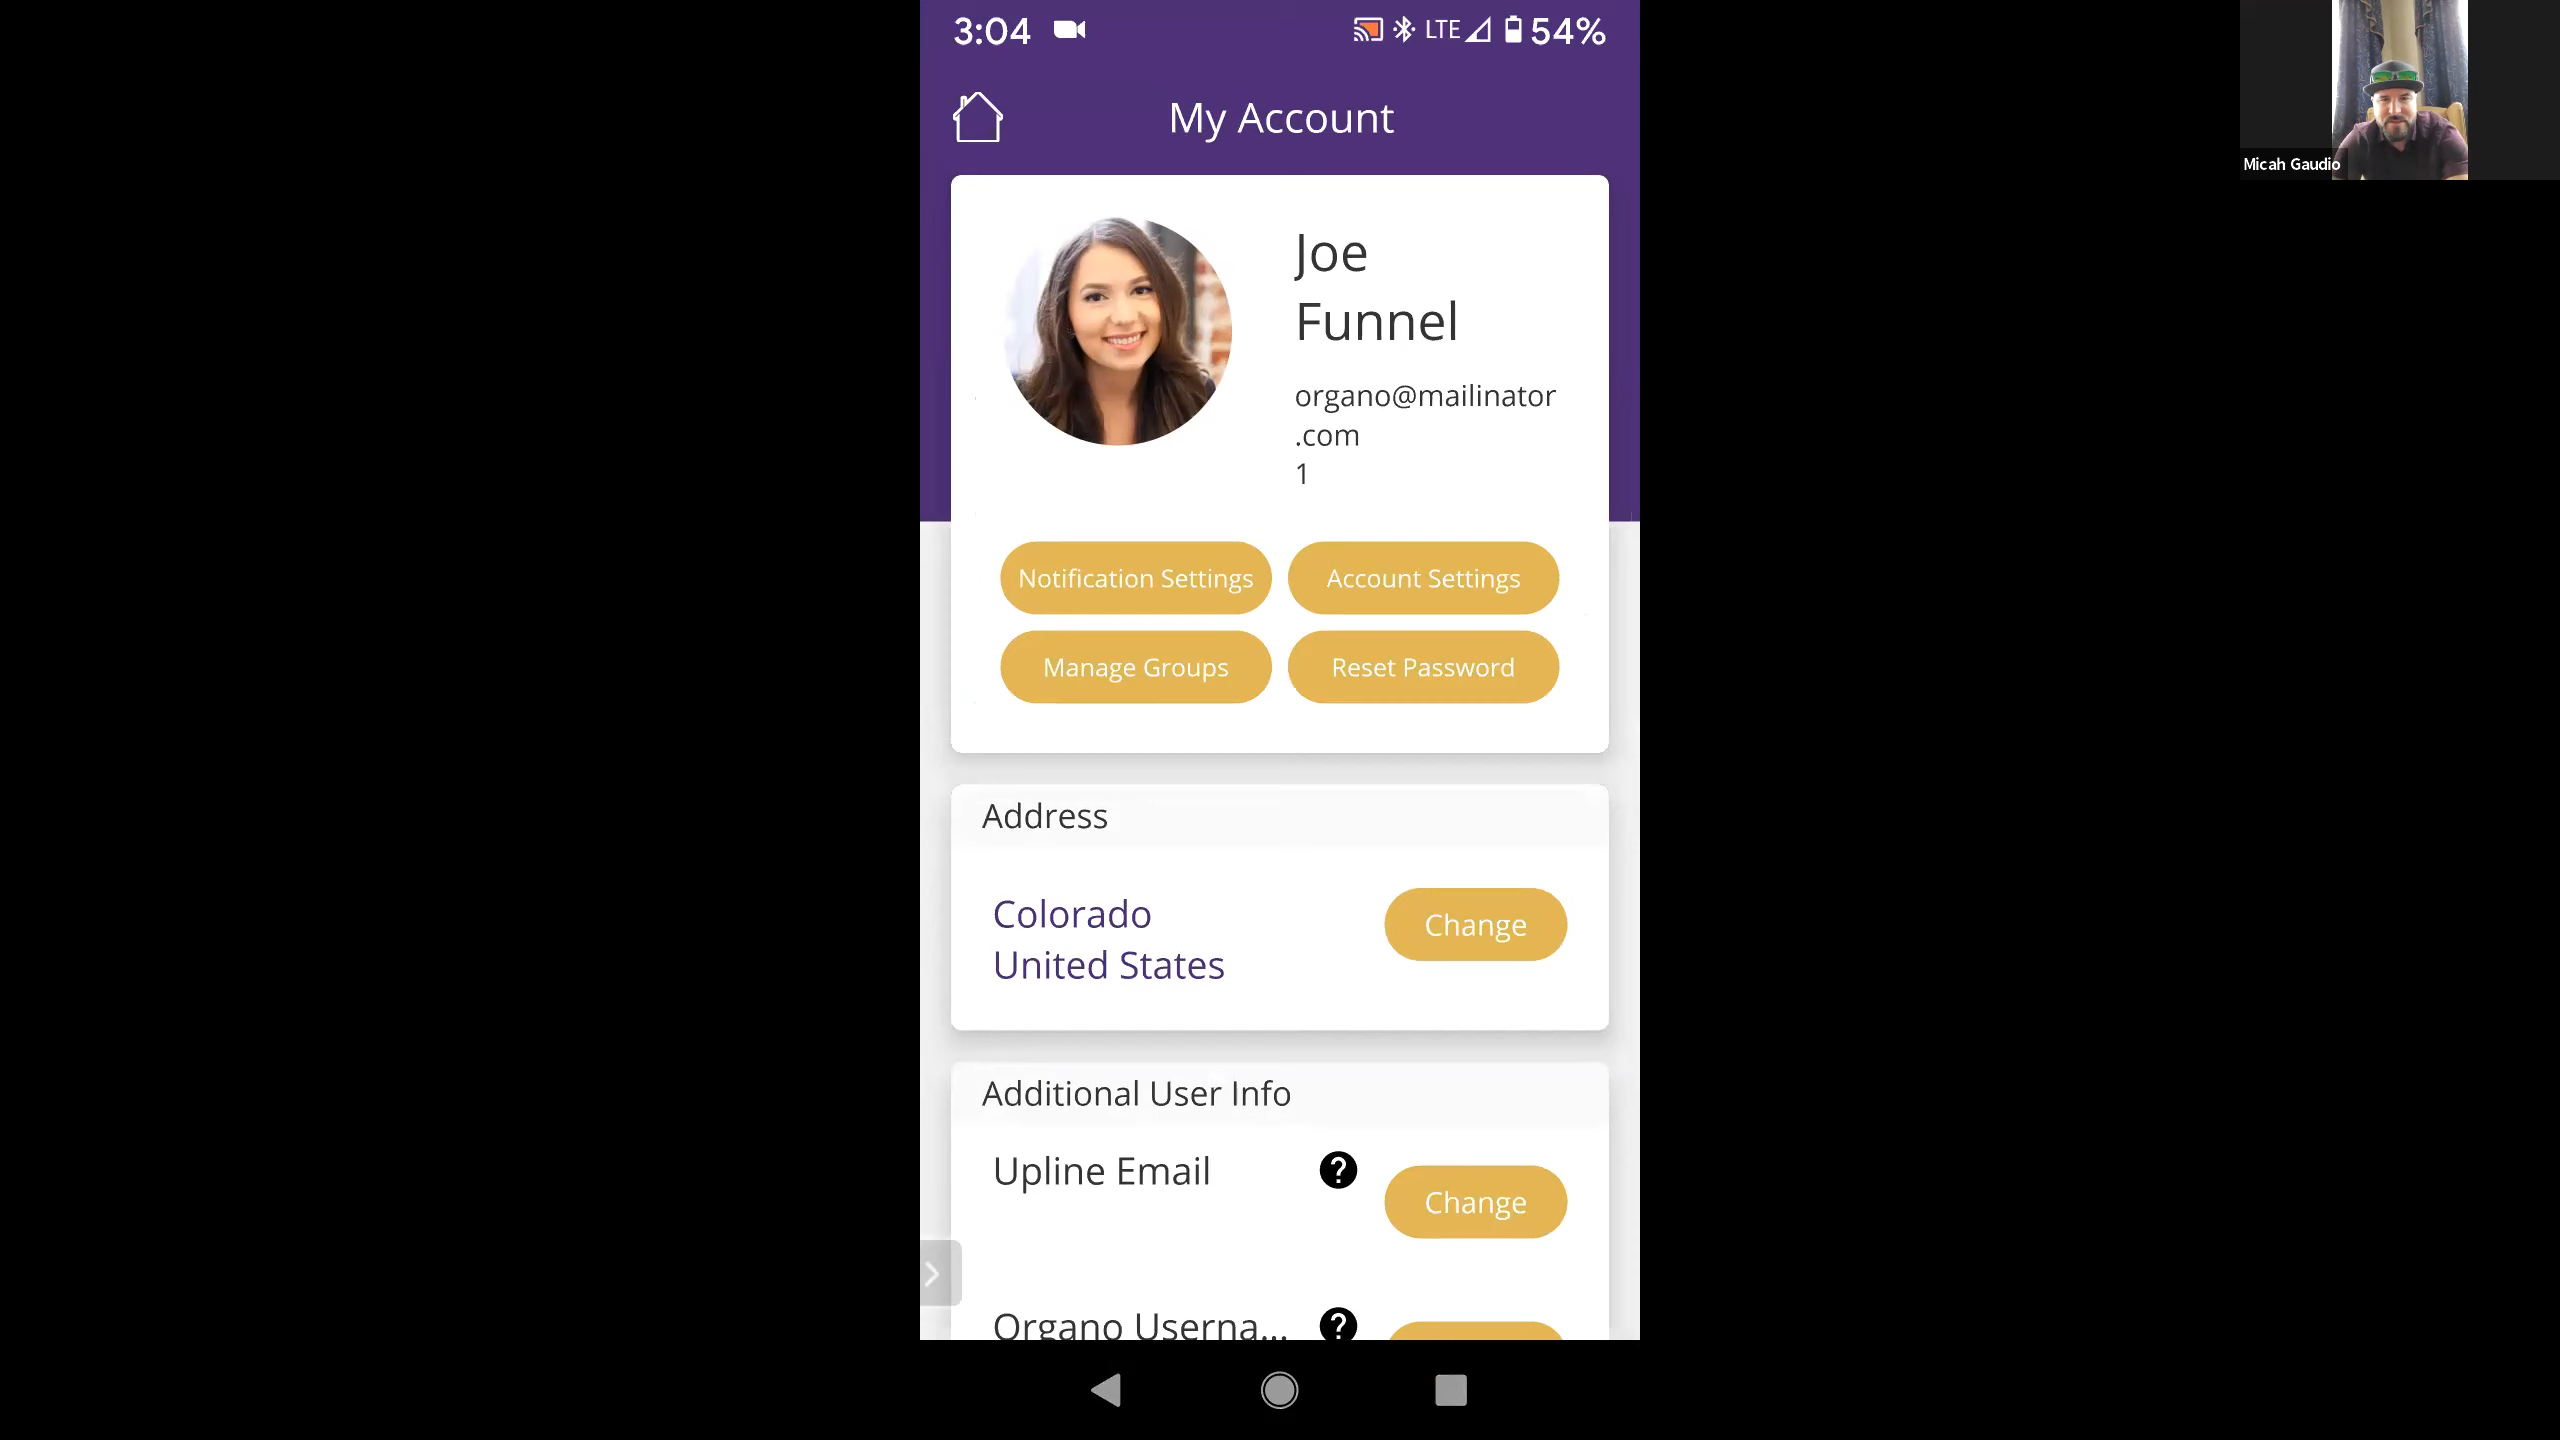 3:04
LTE
54%
My Account
Micah Gaudio
Joe
Funnel
organo@mailinator
.com
1
Notification Settings
Account Settings
Manage Groups
Reset Password
Address
Colorado
United States
Change
Additional User Info
Upline Email
?
Change
Organo Userna...
?